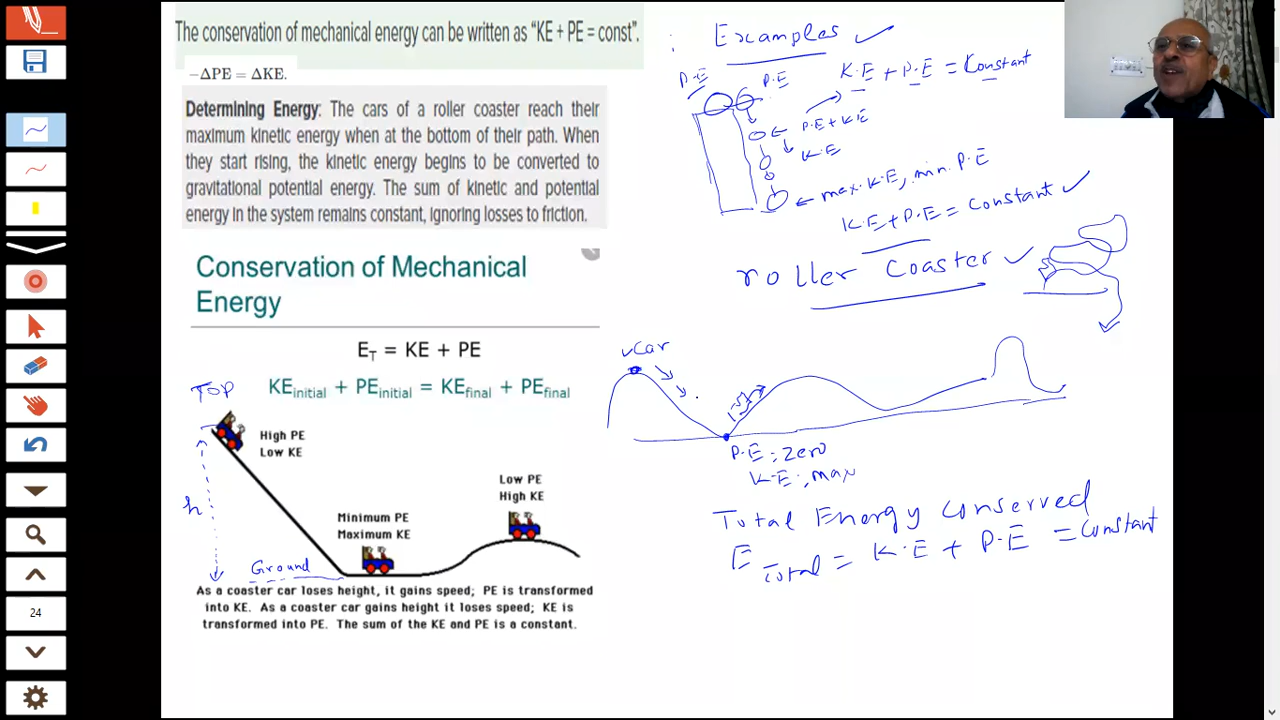 The conservation of mechanical energy can be written as “KE + PE = const”.
−ΔPE = ΔKE.
Determining Energy: The cars of a roller coaster reach their
maximum kinetic energy when at the bottom of their path. When
they start rising, the kinetic energy begins to be converted to
gravitational potential energy. The sum of kinetic and potential
energy in the system remains constant, ignoring losses to friction.
Conservation of Mechanical
Energy
E_T = KE + PE
KE_initial + PE_initial = KE_final + PE_final
TOP
High PE
Low KE
h
Minimum PE
Maximum KE
Low PE
High KE
Ground
As a coaster car loses height, it gains speed; PE is transformed
into KE. As a coaster car gains height it loses speed; KE is
transformed into PE. The sum of the KE and PE is a constant.
Examples
P.E
P.E
K.E + P.E = Constant
P.E + K.E
K.E
max. K.E, min. P.E
K.E + P.E = Constant
roller Coaster
Car
P.E : Zero
K.E : max
Total Energy Conserved
E Total = K.E + P.E = Constant
24